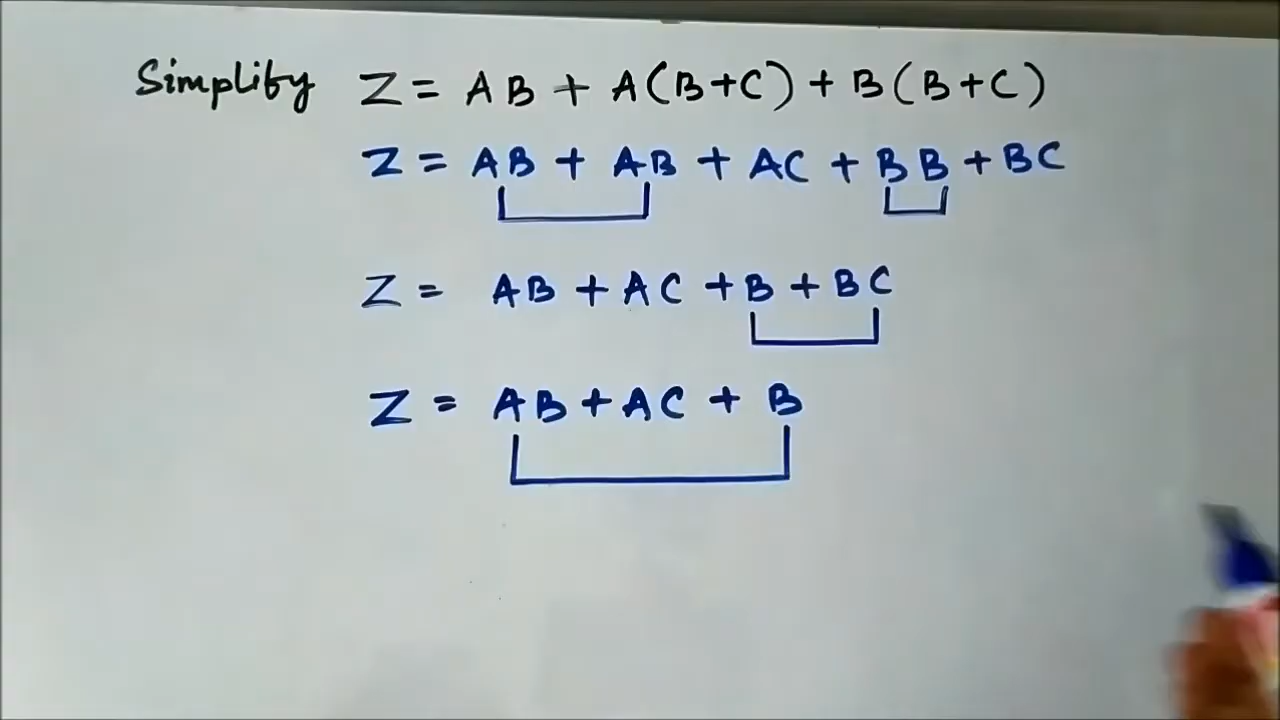 Simplify Z = AB + A(B+C) + B(B+C)
Z = AB + AB + AC + BB + BC
Z = AB + AC + B + BC
Z = AB + AC + B